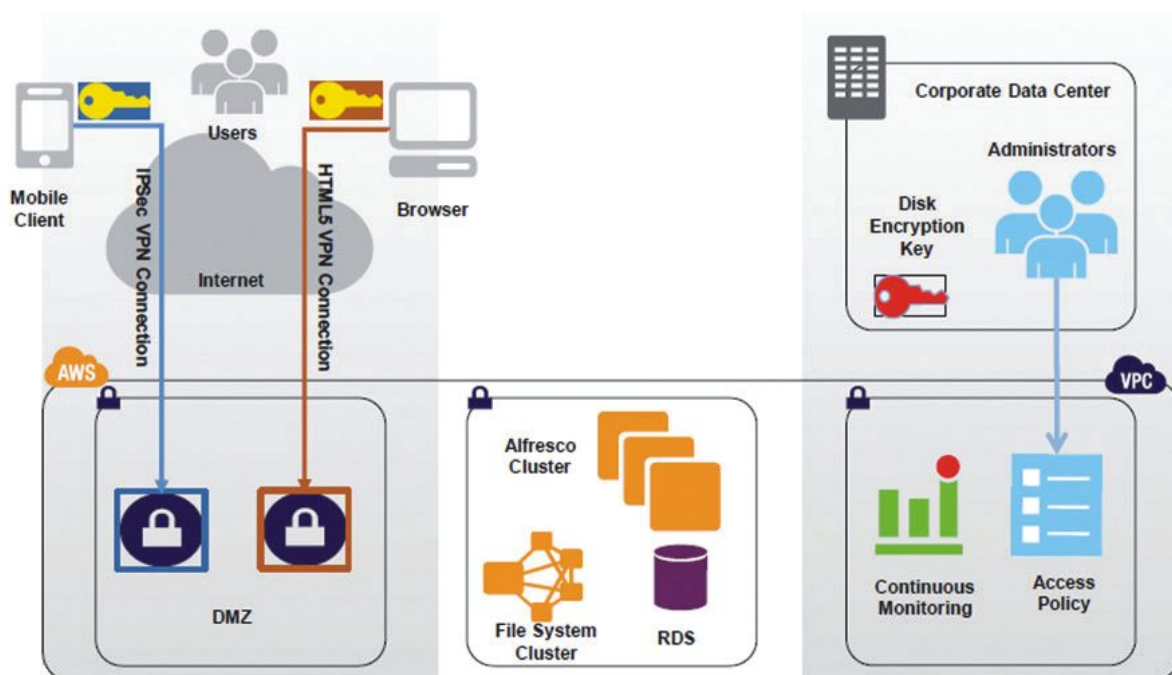 Users
Mobile
Client
IPSec VPN Connection
HTML5 VPN Connection
Browser
Internet
Corporate Data Center
Administrators
Disk
Encryption
Key
AWS
VPC
DMZ
Alfresco
Cluster
File System
Cluster
RDS
Continuous
Monitoring
Access
Policy